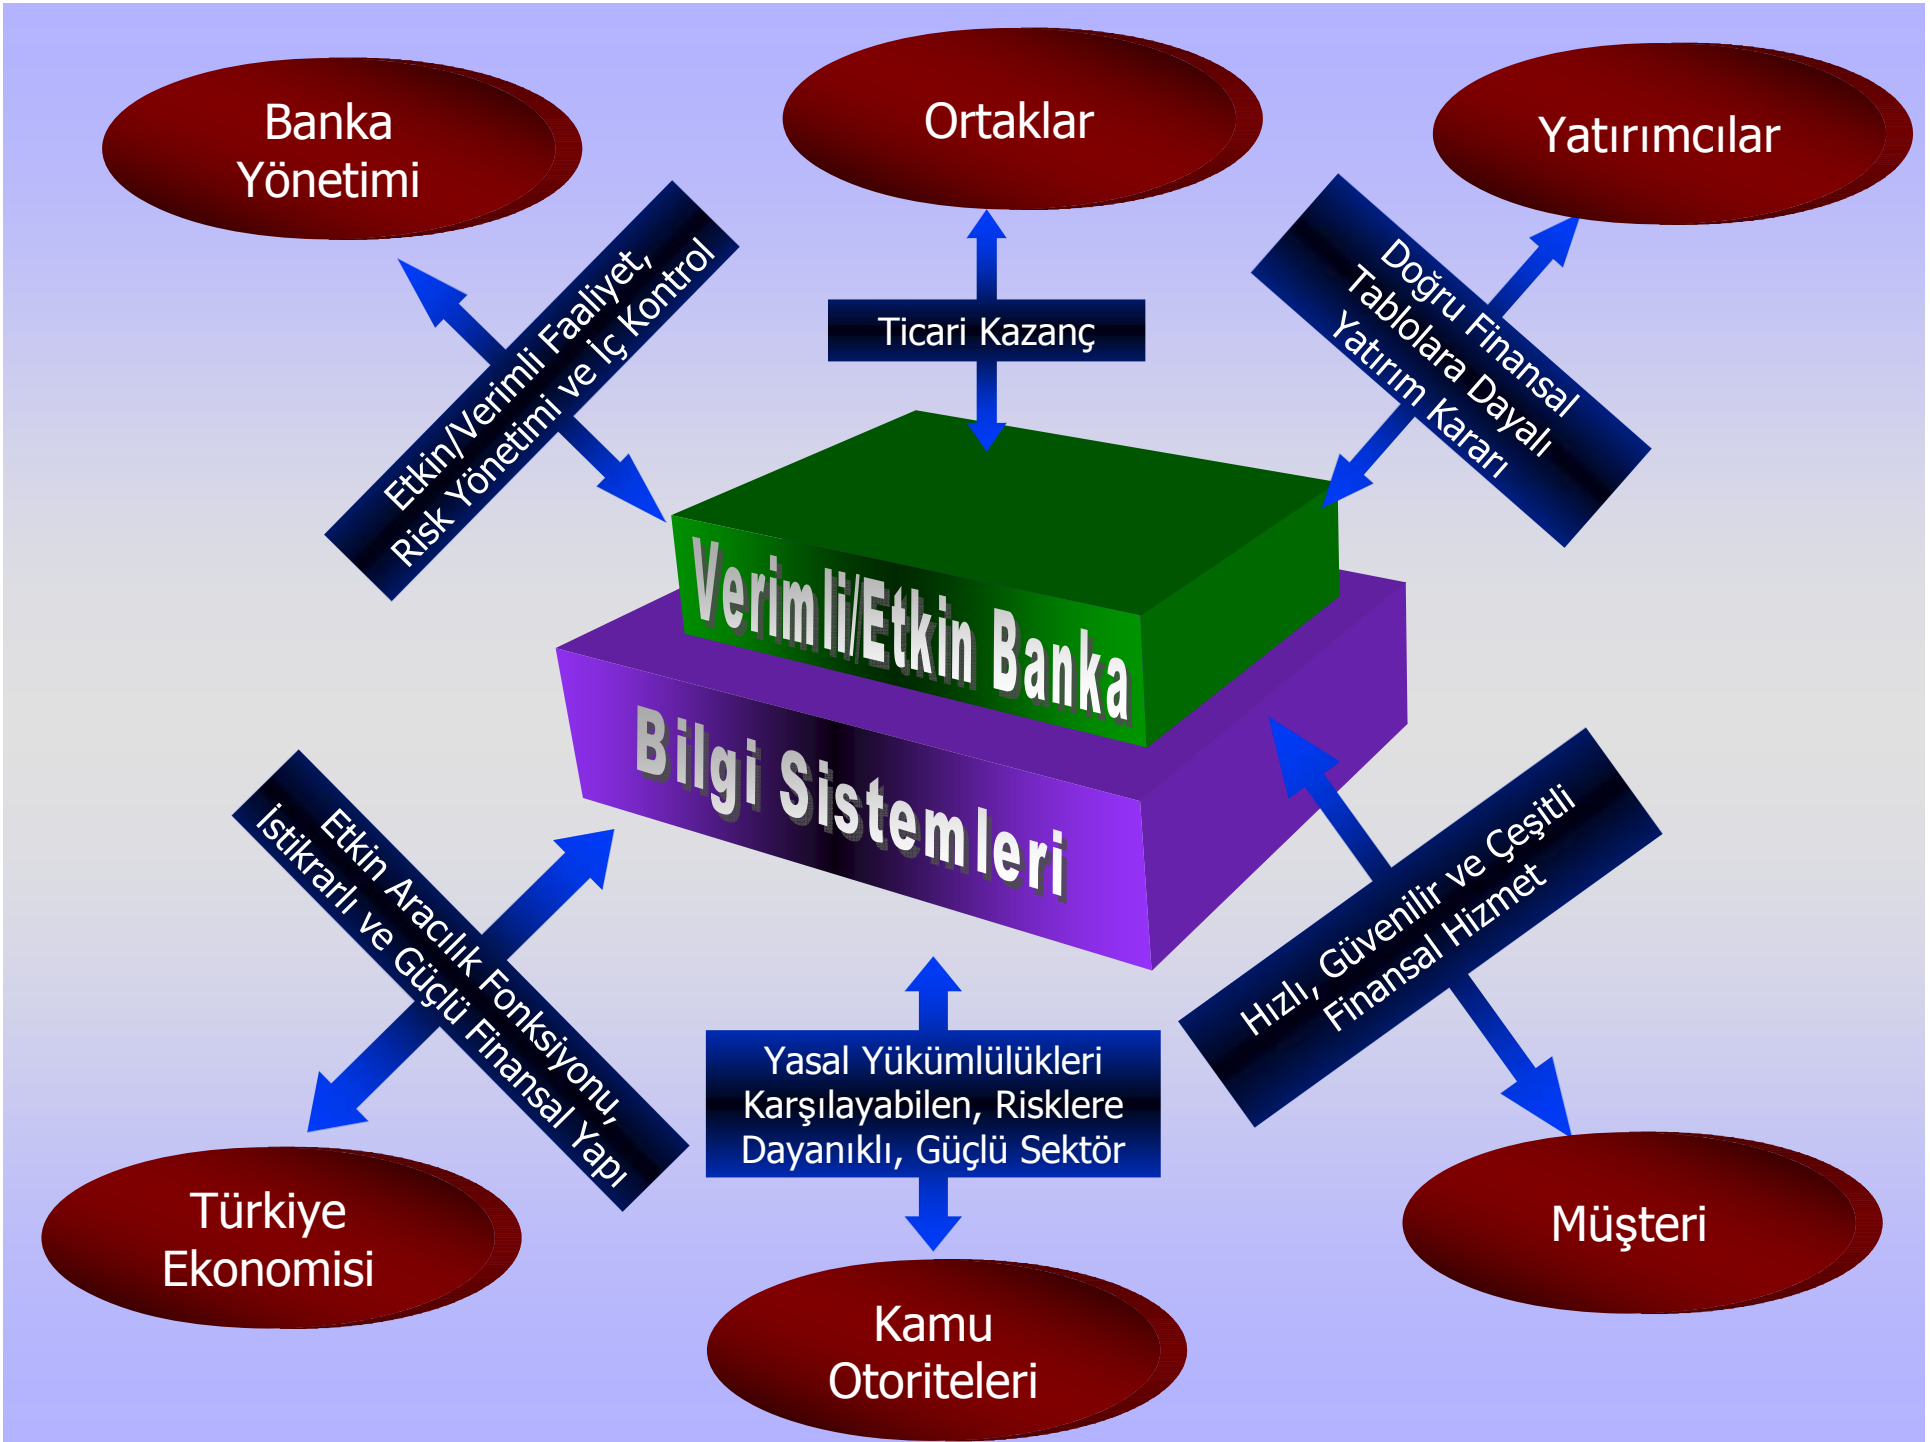 Banka
Yönetimi
Ortaklar
Yatırımcılar
Etkin/Verimli Faaliyet,
Risk Yönetimi ve İç Kontrol
Ticari Kazanç
Doğru Finansal
Tablolara Dayalı
Yatırım Kararı
Verimli/Etkin Banka
Bilgi Sistemleri
Etkin Aracılık Fonksiyonu,
İstikrarlı ve Güçlü Finansal Yapı
Yasal Yükümlülükleri
Karşılayabilen, Risklere
Dayanıklı, Güçlü Sektör
Hızlı, Güvenilir ve Çeşitli
Finansal Hizmet
Türkiye
Ekonomisi
Kamu
Otoriteleri
Müşteri